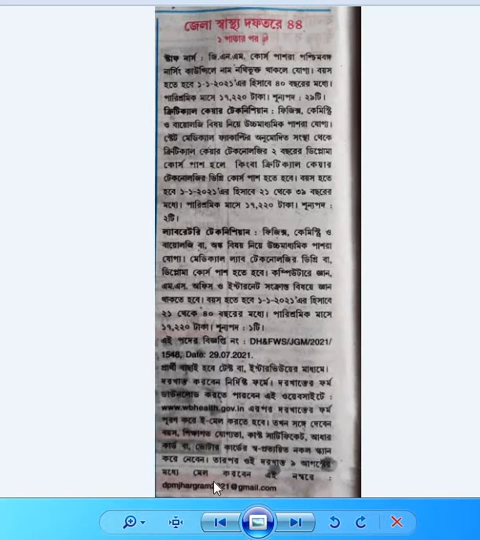 জেলা স্বাস্থ্য দফতরে ৪৪
১ পাতার পর
স্টাফ নার্স : জি.এন.এম. কোর্স পাশরা পশ্চিমবঙ্গ
নার্সিং কাউন্সিলে নাম নথিভুক্ত থাকলে যোগ্য। বয়স
হতে হবে ১-১-২০২১'এর হিসাবে ৪০ বছরের মধ্যে।
পারিশ্রমিক মাসে ১৭,২২০ টাকা। শূন্যপদ : ২৯টি।
ক্রিটিক্যাল কেয়ার টেকনিশিয়ান : ফিজিক্স, কেমিস্ট্রি
ও বায়োলজি বিষয় নিয়ে উচ্চমাধ্যমিক পাশরা যোগ্য।
স্টেট মেডিক্যাল ফ্যাকাল্টির অনুমোদিত সংস্থা থেকে
ক্রিটিক্যাল কেয়ার টেকনোলজির ২ বছরের ডিপ্লোমা
কোর্স পাশ হলে কিংবা ক্রিটিক্যাল কেয়ার
টেকনোলজির ডিগ্রি কোর্স পাশ হতে হবে। বয়স হতে
হবে ১-১-২০২১'এর হিসাবে ২১ থেকে ৩৯ বছরের
মধ্যে। পারিশ্রমিক মাসে ১৭,২২০ টাকা। শূন্যপদ :
২টি।
ল্যাবরেটরি টেকনিশিয়ান : ফিজিক্স, কেমিস্ট্রি ও
বায়োলজি বা, অঙ্ক বিষয় নিয়ে উচ্চমাধ্যমিক পাশরা
যোগ্য। মেডিক্যাল ল্যাব টেকনোলজির ডিগ্রি বা,
ডিপ্লোমা কোর্স পাশ হতে হবে। কম্পিউটারে জ্ঞান,
এম.এস. অফিস ও ইন্টারনেট সংক্রান্ত বিষয়ে জ্ঞান
থাকতে হবে। বয়স হতে হবে ১-১-২০২১'এর হিসাবে
২১ থেকে ৪০ বছরের মধ্যে। পারিশ্রমিক মাসে
১৭,২২০ টাকা। শূন্যপদ : ১টি।
এই পদের বিজ্ঞপ্তি নং : DH&FWS/JGM/2021/
1548, Date: 29.07.2021.
প্রার্থী বাছাই হবে টেস্ট বা, ইন্টারভিউয়ের মাধ্যমে।
দরখাস্ত করবেন নির্দিষ্ট ফর্মে। দরখাস্তের ফর্ম
ডাউনলোড করতে পারবেন এই ওয়েবসাইটে :
www.wbhealth.gov.in এরপর দরখাস্তের ফর্ম
পূরণ করে ই-মেল করতে হবে। তখন সঙ্গে দেবেন
বয়স, শিক্ষাগত যোগ্যতা, কাস্ট সার্টিফিকেট, আধার
কার্ড বা, ভোটার কার্ডের স্ব-প্রত্যয়িত নকল স্ক্যান
করে নেবেন। তারপর ওই দরখাস্ত ৯ আগস্টের
মধ্যে মেল করবেন এই নম্বরে :
dpmjhargram2021@gmail.com